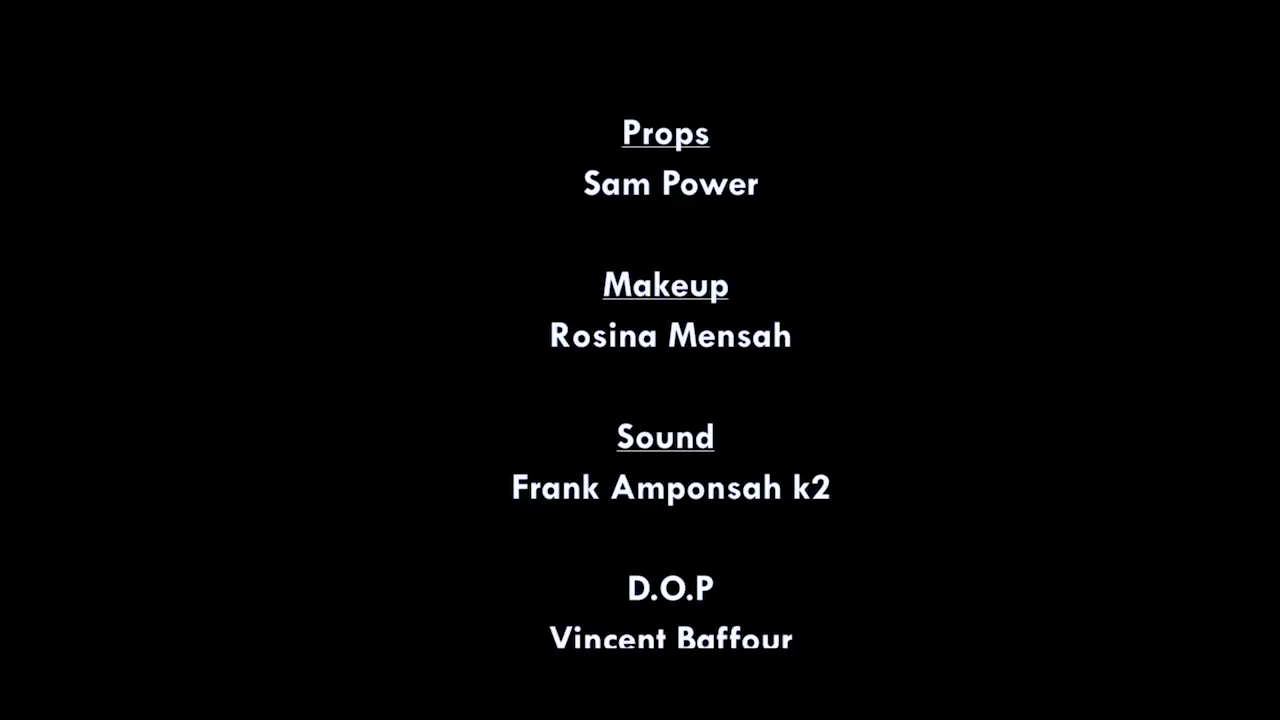 Props
Sam Power
Makeup
Rosina Mensah
Sound
Frank Amponsah k2
D.O.P
Vincent Baffour